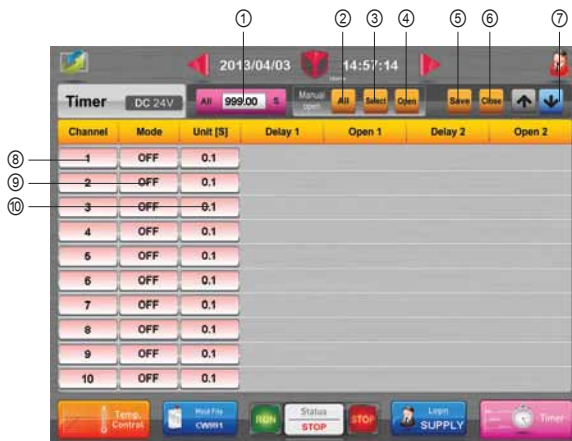 ① ② ③ ④ ⑤ ⑥ ⑦
2013/04/03 14:57:14
Timer DC 24V All 999.00 S Manual open All Select Open Save Close
Channel Mode Unit [S] Delay 1 Open 1 Delay 2 Open 2
⑧ 1 OFF 0.1
⑨ 2 OFF 0.1
⑩ 3 OFF 0.1
4 OFF 0.1
5 OFF 0.1
6 OFF 0.1
7 OFF 0.1
8 OFF 0.1
9 OFF 0.1
10 OFF 0.1
Temp. Control Mold File CW001 RUN Status STOP STOP Login SUPPLY Timer